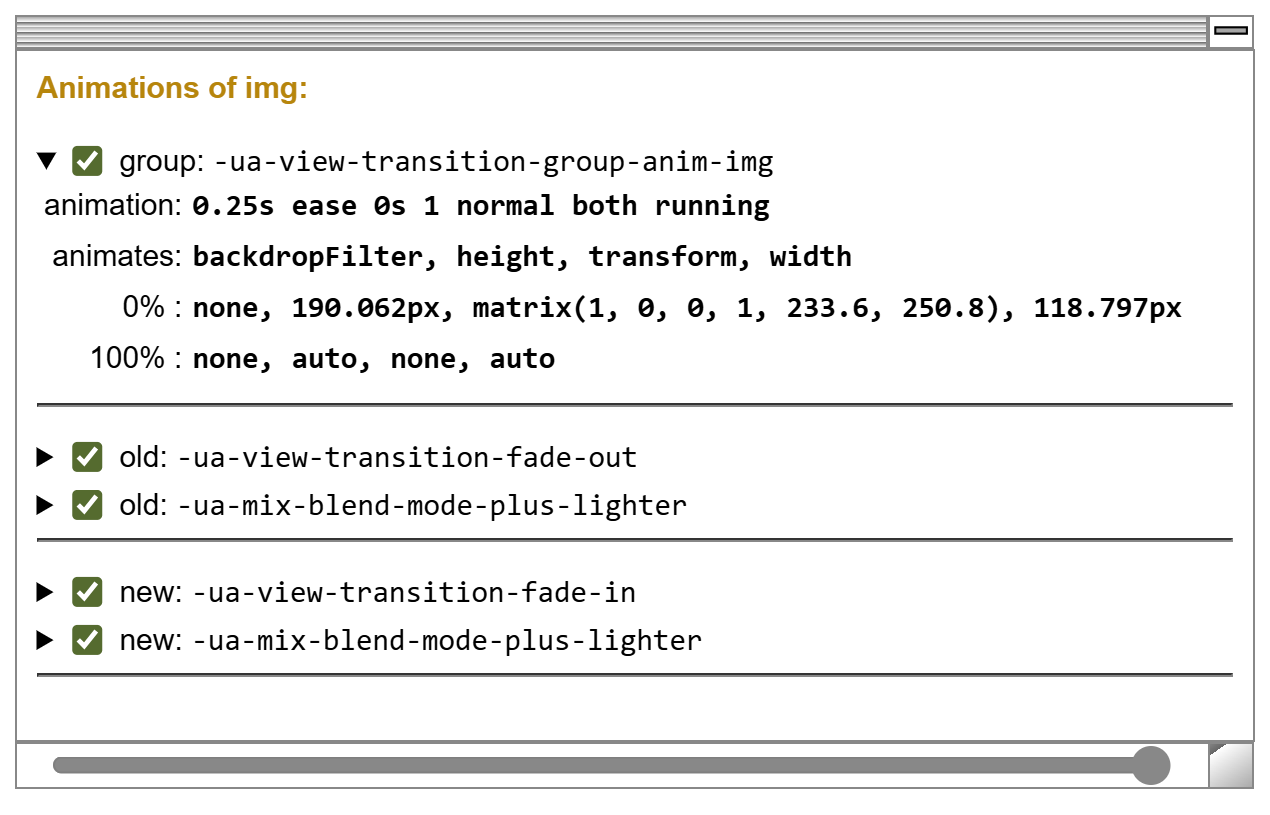 Animations of img:
group: -ua-view-transition-group-anim-img
animation: 0.25s ease 0s 1 normal both running
animates: backdropFilter, height, transform, width
0% : none, 190.062px, matrix(1, 0, 0, 1, 233.6, 250.8), 118.797px
100% : none, auto, none, auto
old: -ua-view-transition-fade-out
old: -ua-mix-blend-mode-plus-lighter
new: -ua-view-transition-fade-in
new: -ua-mix-blend-mode-plus-lighter